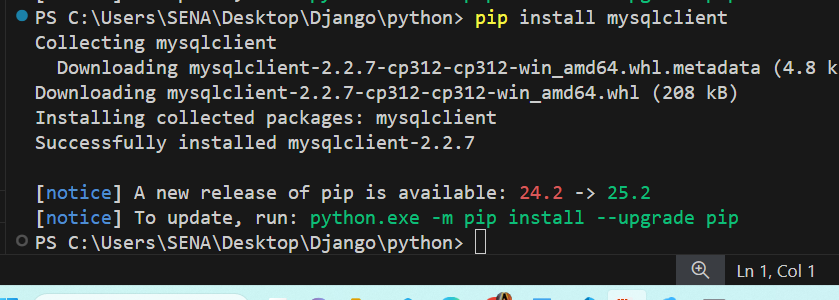 PS C:\Users\SENA\Desktop\Django\python> pip install mysqlclient
Collecting mysqlclient
  Downloading mysqlclient-2.2.7-cp312-cp312-win_amd64.whl.metadata (4.8 k
Downloading mysqlclient-2.2.7-cp312-cp312-win_amd64.whl (208 kB)
Installing collected packages: mysqlclient
Successfully installed mysqlclient-2.2.7
[notice] A new release of pip is available: 24.2 -> 25.2
[notice] To update, run: python.exe -m pip install --upgrade pip
PS C:\Users\SENA\Desktop\Django\python>
Ln 1, Col 1